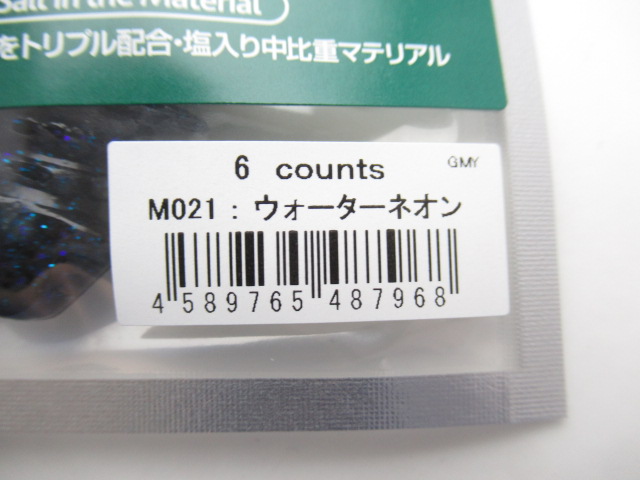 Salt in the Material
をトリプル配合・塩入り中比重マテリアル
6 counts
GMY
M021 : ウォーターネオン
4 589765 487968